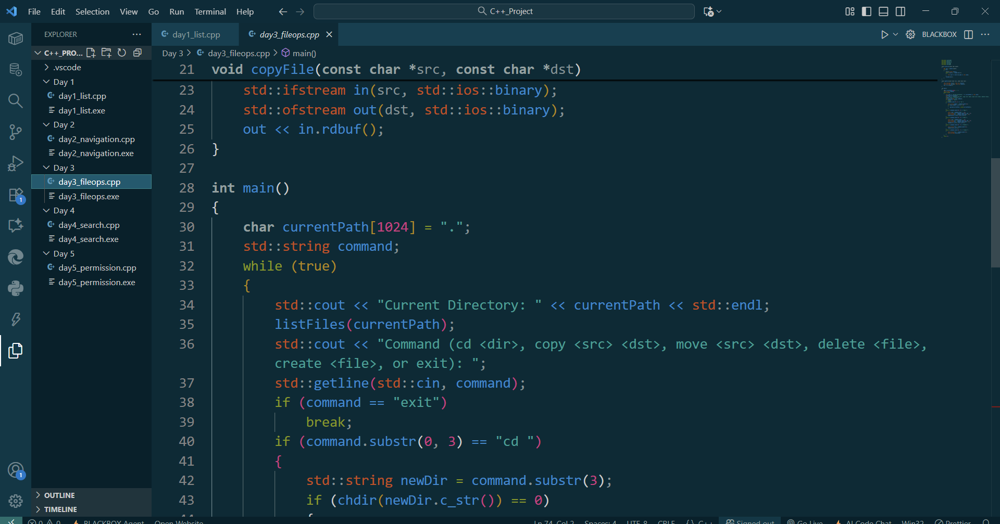 File Edit Selection View Go Run Terminal Help
C++_Project
EXPLORER
day1_list.cpp
day3_fileops.cpp
BLACKBOX
C++_PRO...
Day 3 > day3_fileops.cpp > main()
.vscode
Day 1
day1_list.cpp
day1_list.exe
Day 2
day2_navigation.cpp
day2_navigation.exe
Day 3
day3_fileops.cpp
day3_fileops.exe
Day 4
day4_search.cpp
day4_search.exe
Day 5
day5_permission.cpp
day5_permission.exe
OUTLINE
TIMELINE
1
1
21 void copyFile(const char *src, const char *dst)
23 std::ifstream in(src, std::ios::binary);
24 std::ofstream out(dst, std::ios::binary);
25 out << in.rdbuf();
26 }
27
28 int main()
29 {
30 char currentPath[1024] = ".";
31 std::string command;
32 while (true)
33 {
34 std::cout << "Current Directory: " << currentPath << std::endl;
35 listFiles(currentPath);
36 std::cout << "Command (cd <dir>, copy <src> <dst>, move <src> <dst>, delete <file>,
create <file>, or exit): ";
37 std::getline(std::cin, command);
38 if (command == "exit")
39 break;
40 if (command.substr(0, 3) == "cd ")
41 {
42 std::string newDir = command.substr(3);
43 if (chdir(newDir.c_str()) == 0)
44 {
0 0 BLACKBOX Agent Open Website Ln 74, Col 2 Spaces: 4 UTF-8 CRLF {} C++ Signed out Go Live AI Code Chat Win32 Prettier